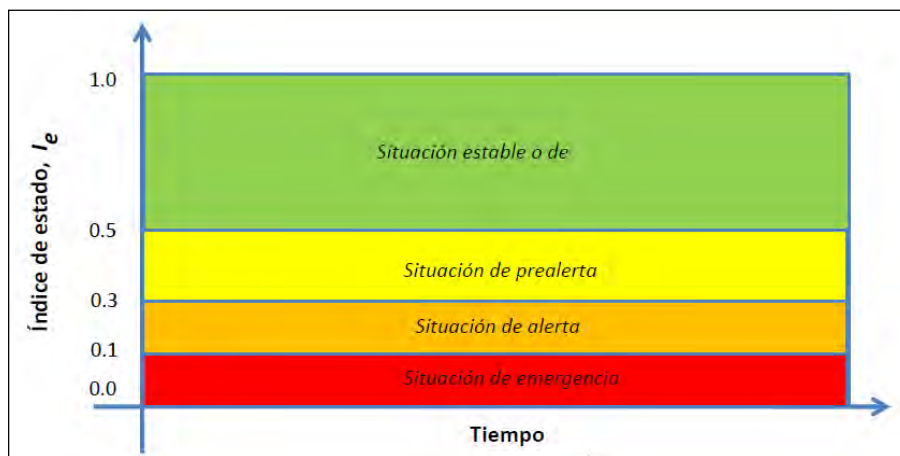 1.0
Situación estable o de
0.5
Situación de prealerta
0.3
Situación de alerta
0.1
Situación de emergencia
0.0
Índice de estado, Ie
Tiempo